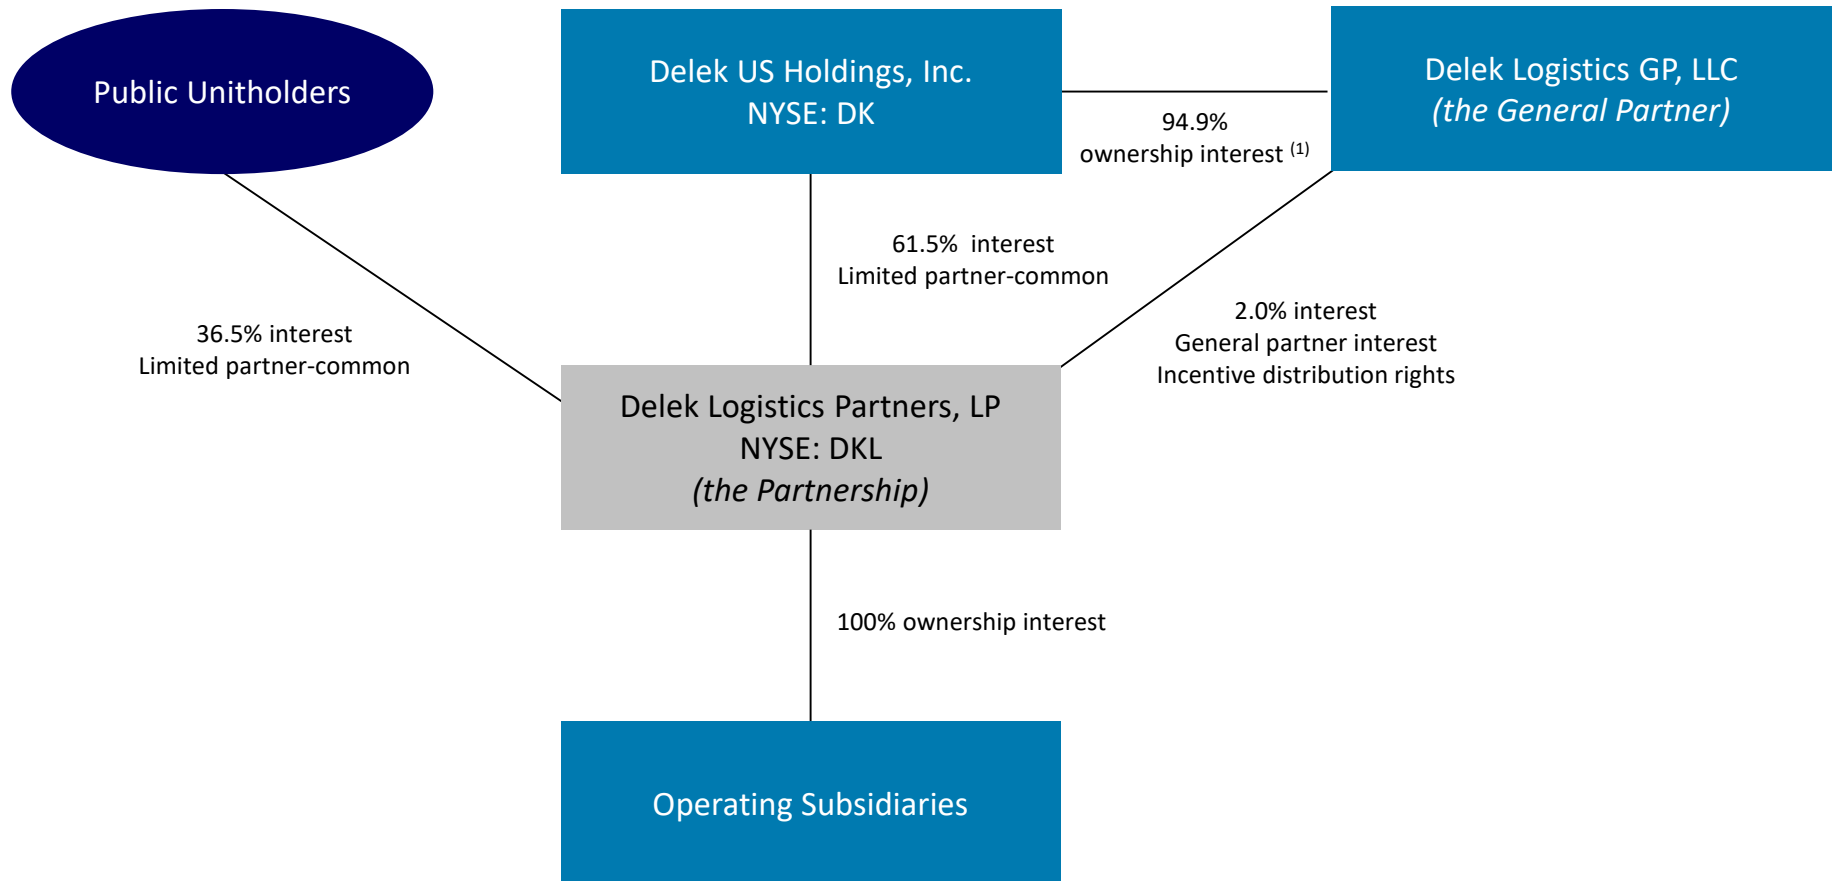 Public Unitholders
Delek US Holdings, Inc.
NYSE: DK
Delek Logistics GP, LLC
(the General Partner)
94.9%
ownership interest (1)
61.5%  interest
Limited partner-common
36.5% interest
Limited partner-common
2.0% interest
General partner interest
Incentive distribution rights
Delek Logistics Partners, LP
NYSE: DKL
(the Partnership)
100% ownership interest
Operating Subsidiaries